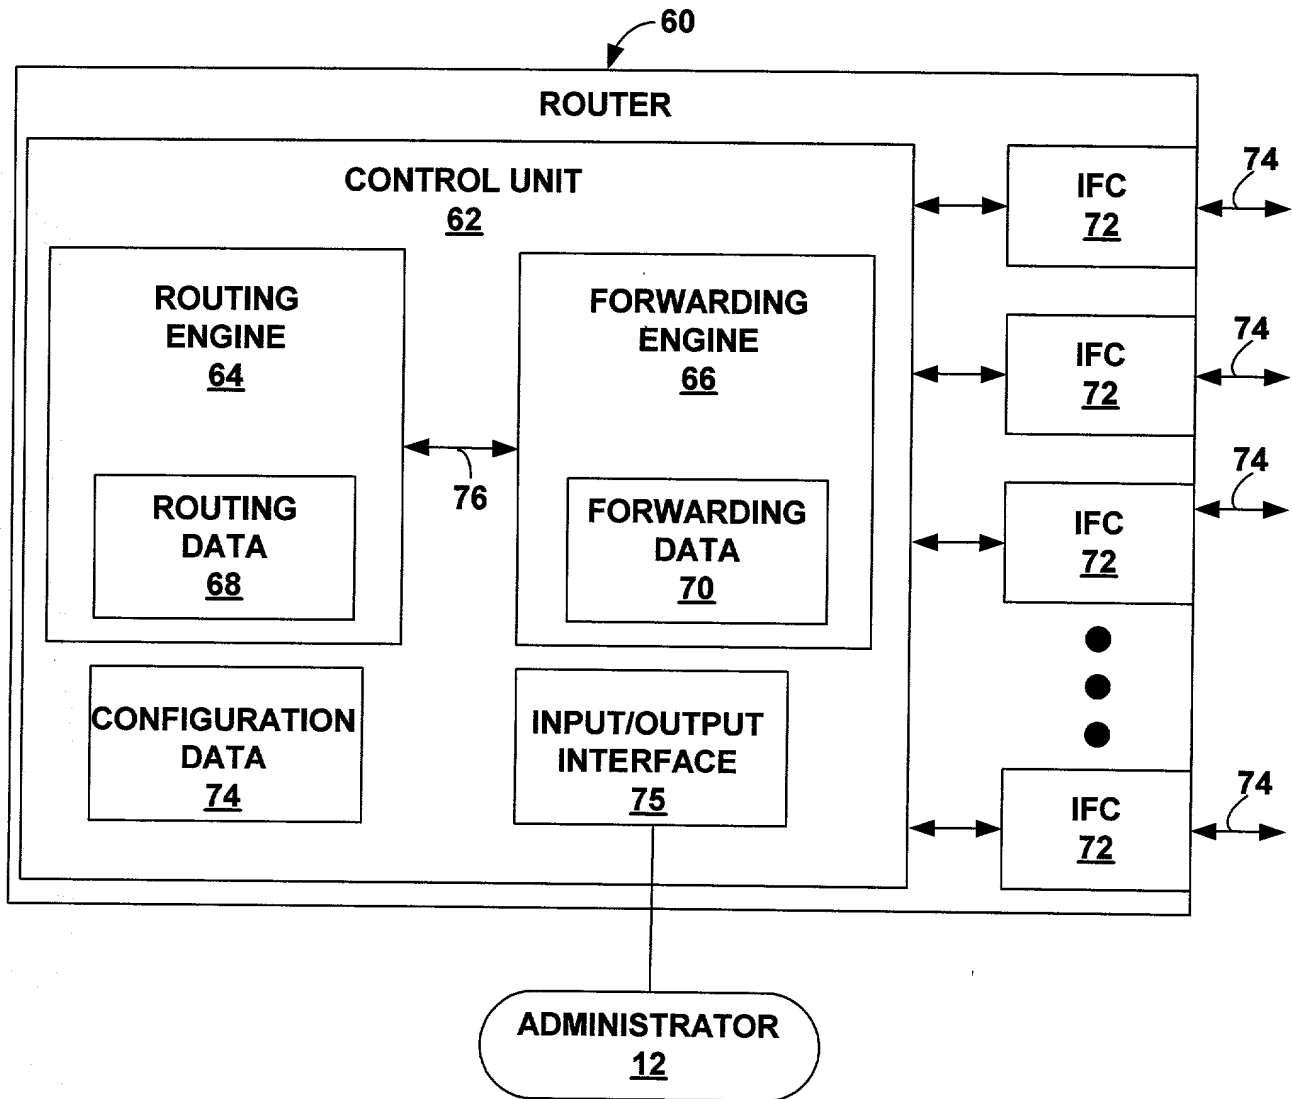 60
ROUTER
CONTROL UNIT
62
ROUTING
ENGINE
64
ROUTING
DATA
68
76
FORWARDING
ENGINE
66
FORWARDING
DATA
70
CONFIGURATION
DATA
74
INPUT/OUTPUT
INTERFACE
75
IFC
72
74
IFC
72
74
IFC
72
74
IFC
72
74
ADMINISTRATOR
12